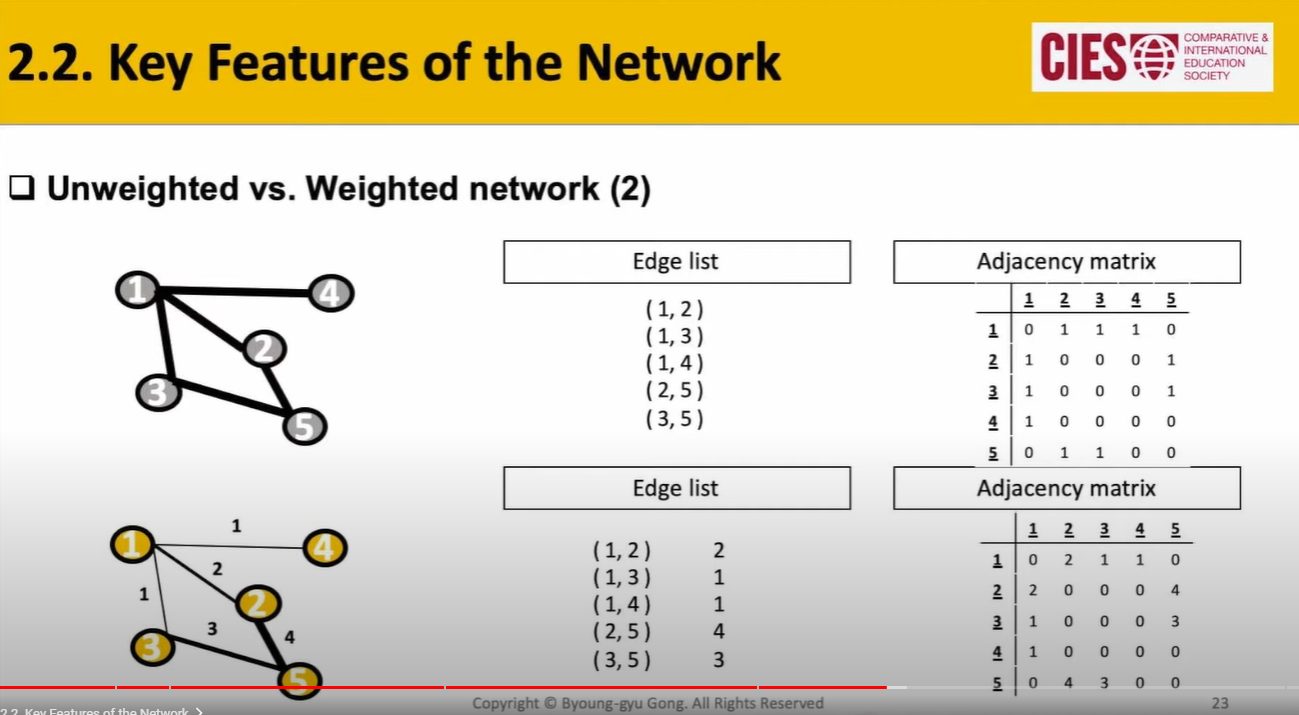 2.2. Key Features of the Network
CIES
COMPARATIVE &
INTERNATIONAL
EDUCATION
SOCIETY
❑ Unweighted vs. Weighted network (2)
1
4
2
3
5
Edge list
( 1, 2 )
( 1, 3 )
( 1, 4 )
( 2, 5 )
( 3, 5 )
Adjacency matrix
1 2 3 4 5
1 0 1 1 1 0
2 1 0 0 0 1
3 1 0 0 0 1
4 1 0 0 0 0
5 0 1 1 0 0
1
1 4
2
1
2
3 3 4
5
Edge list
( 1, 2 ) 2
( 1, 3 ) 1
( 1, 4 ) 1
( 2, 5 ) 4
( 3, 5 ) 3
Adjacency matrix
1 2 3 4 5
1 0 2 1 1 0
2 2 0 0 0 4
3 1 0 0 0 3
4 1 0 0 0 0
5 0 4 3 0 0
Copyright © Byoung-gyu Gong. All Rights Reserved
23
2.2. Key Features of the Network >